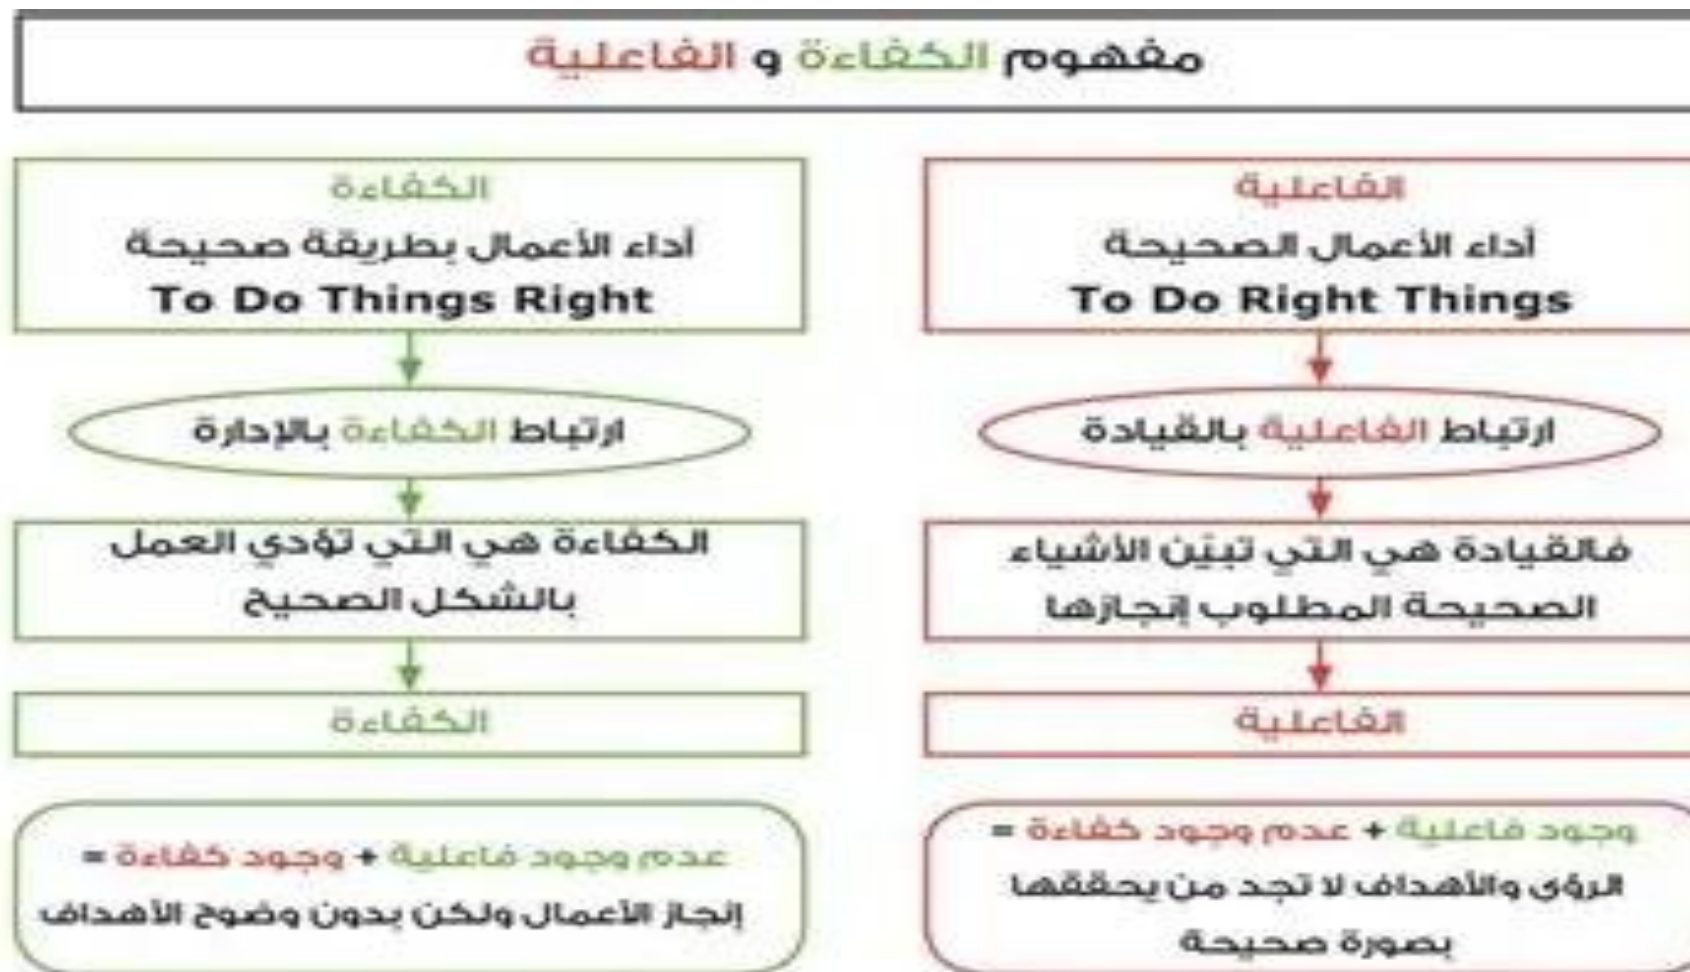 مفهوم الكفاءة و الفاعلية
الفاعلية
أداء الأعمال الصحيحة
To Do Right Things
ارتباط الفاعلية بالقيادة
فالقيادة هي التي تبيّن الأشياء
الصحيحة المطلوب إنجازها
الفاعلية
وجود فاعلية + عدم وجود كفاءة =
الرؤى والأهداف لا تجد من يحققها
بصورة صحيحة
الكفاءة
أداء الأعمال بطريقة صحيحة
To Do Things Right
ارتباط الكفاءة بالإدارة
الكفاءة هي التي تؤدي العمل
بالشكل الصحيح
الكفاءة
عدم وجود فاعلية + وجود كفاءة =
إنجاز الأعمال ولكن بدون وضوح الأهداف